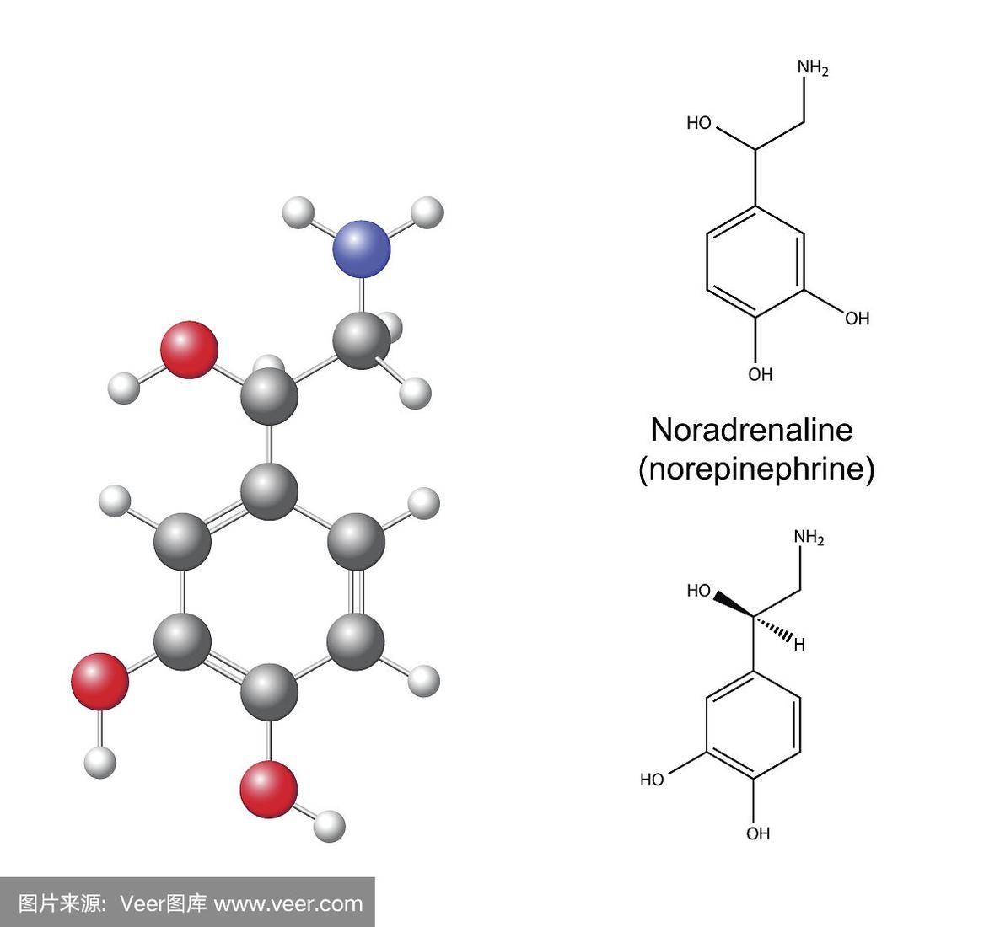 NH₂
HO
OH
OH
Noradrenaline
(norepinephrine)
NH₂
HO
H
HO
OH
图片来源: Veer图库 www.veer.com